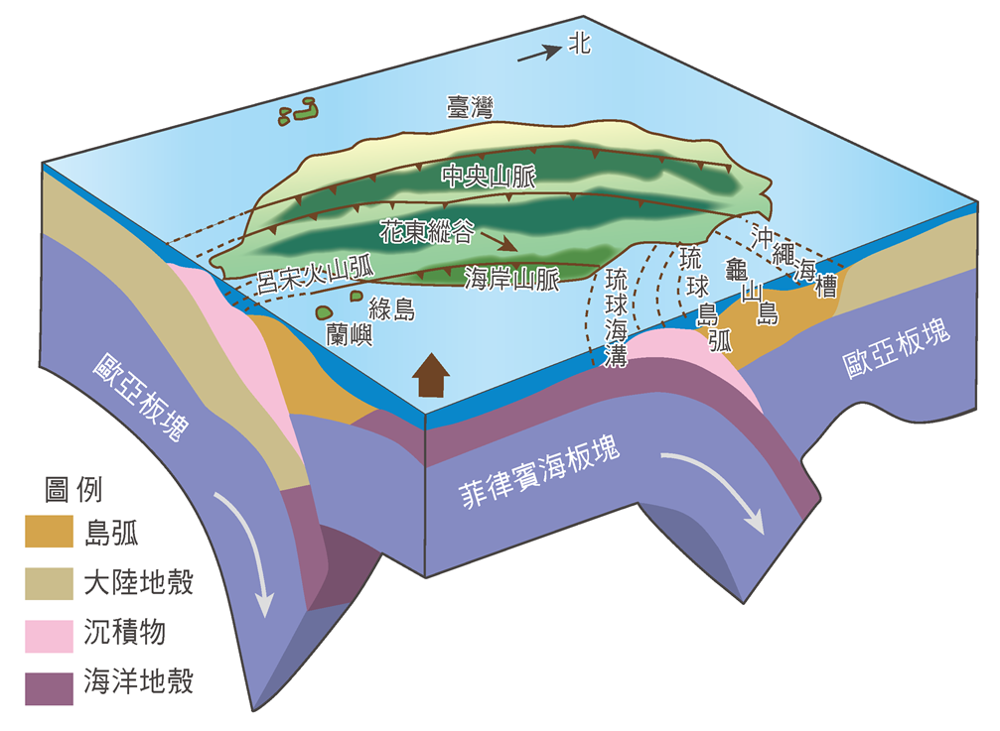 北
臺灣
中央山脈
花東縱谷
海岸山脈
呂宋火山弧
綠島
蘭嶼
琉球海溝
琉球島弧
龜山島
沖繩海槽
歐亞板塊
菲律賓海板塊
歐亞板塊
圖例
島弧
大陸地殼
沉積物
海洋地殼